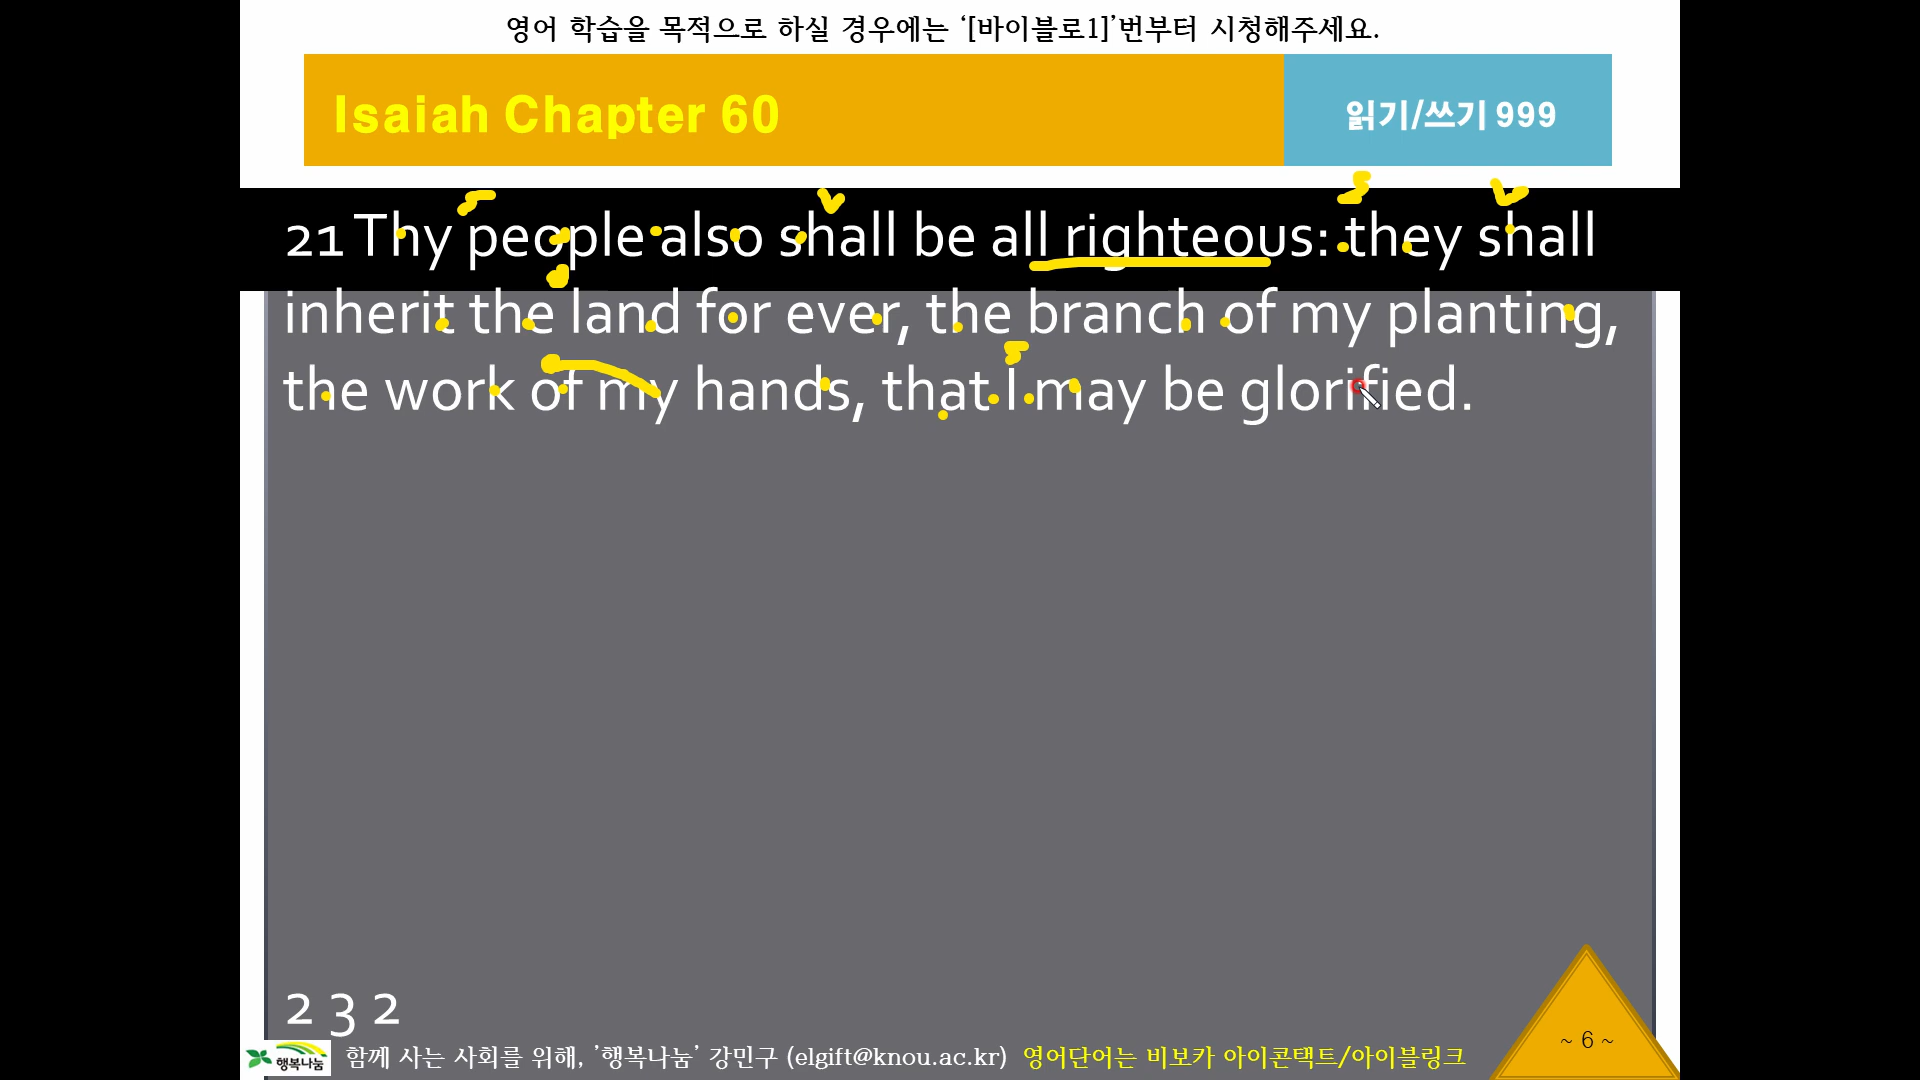 영어 학습을 목적으로 하실 경우에는 ‘[바이블로1]’번부터 시청해주세요.
Isaiah Chapter 60
읽기/쓰기 999
21 Thy people also shall be all righteous: they shall
inherit the land for ever, the branch of my planting,
the work of my hands, that I may be glorified.
2 3 2
행복나눔 함께 사는 사회를 위해, ’행복나눔’ 강민구 (elgift@knou.ac.kr) 영어단어는 비보카 아이콘택트/아이블링크
~ 6 ~